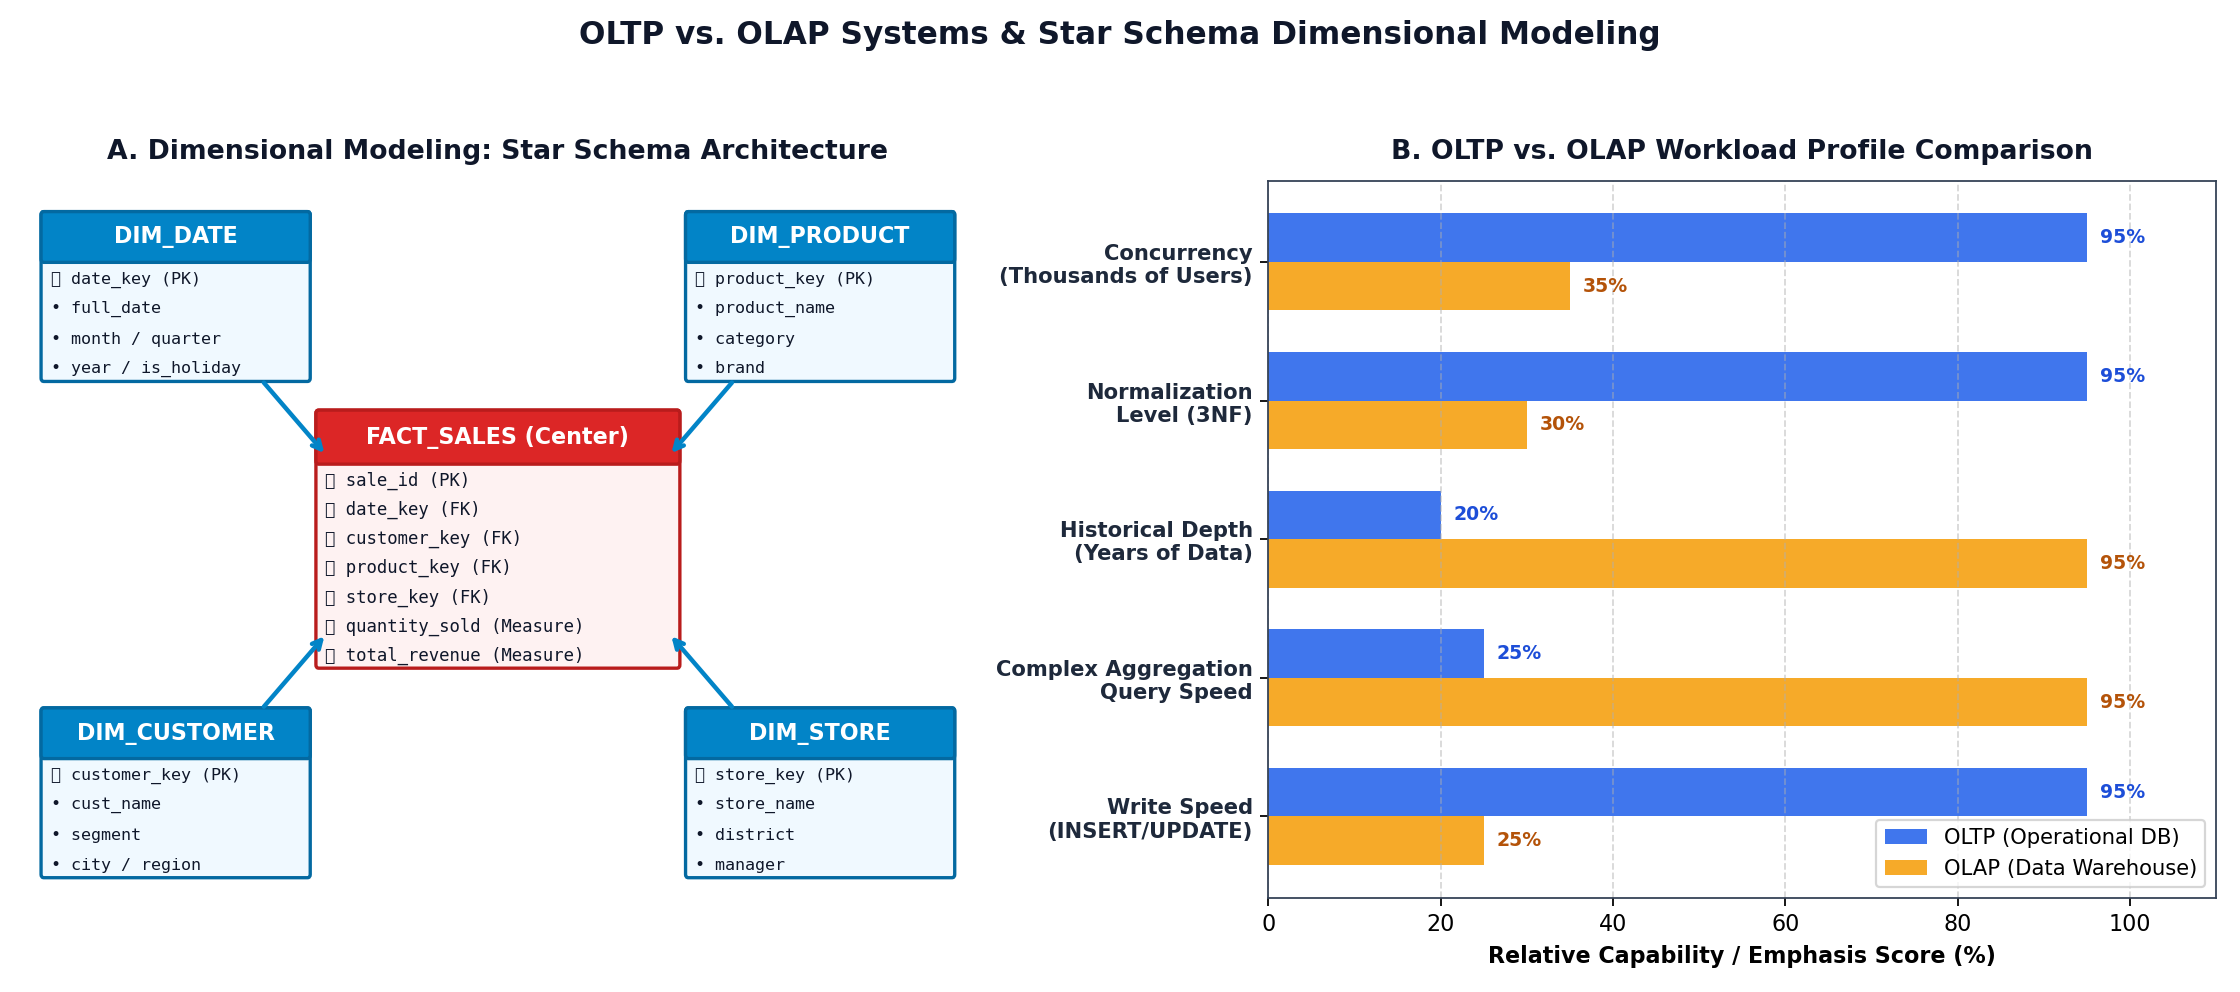 OLTP vs. OLAP Systems & Star Schema Dimensional Modeling
A. Dimensional Modeling: Star Schema Architecture
DIM_DATE
date_key (PK)
• full_date
• month / quarter
• year / is_holiday
DIM_PRODUCT
product_key (PK)
• product_name
• category
• brand
FACT_SALES (Center)
sale_id (PK)
date_key (FK)
customer_key (FK)
product_key (FK)
store_key (FK)
quantity_sold (Measure)
total_revenue (Measure)
DIM_CUSTOMER
customer_key (PK)
• cust_name
• segment
• city / region
DIM_STORE
store_key (PK)
• store_name
• district
• manager
B. OLTP vs. OLAP Workload Profile Comparison
Concurrency
(Thousands of Users)
95%
35%
Normalization
Level (3NF)
95%
30%
Historical Depth
(Years of Data)
20%
95%
Complex Aggregation
Query Speed
25%
95%
Write Speed
(INSERT/UPDATE)
95%
25%
OLTP (Operational DB)
OLAP (Data Warehouse)
0 20 40 60 80 100
Relative Capability / Emphasis Score (%)